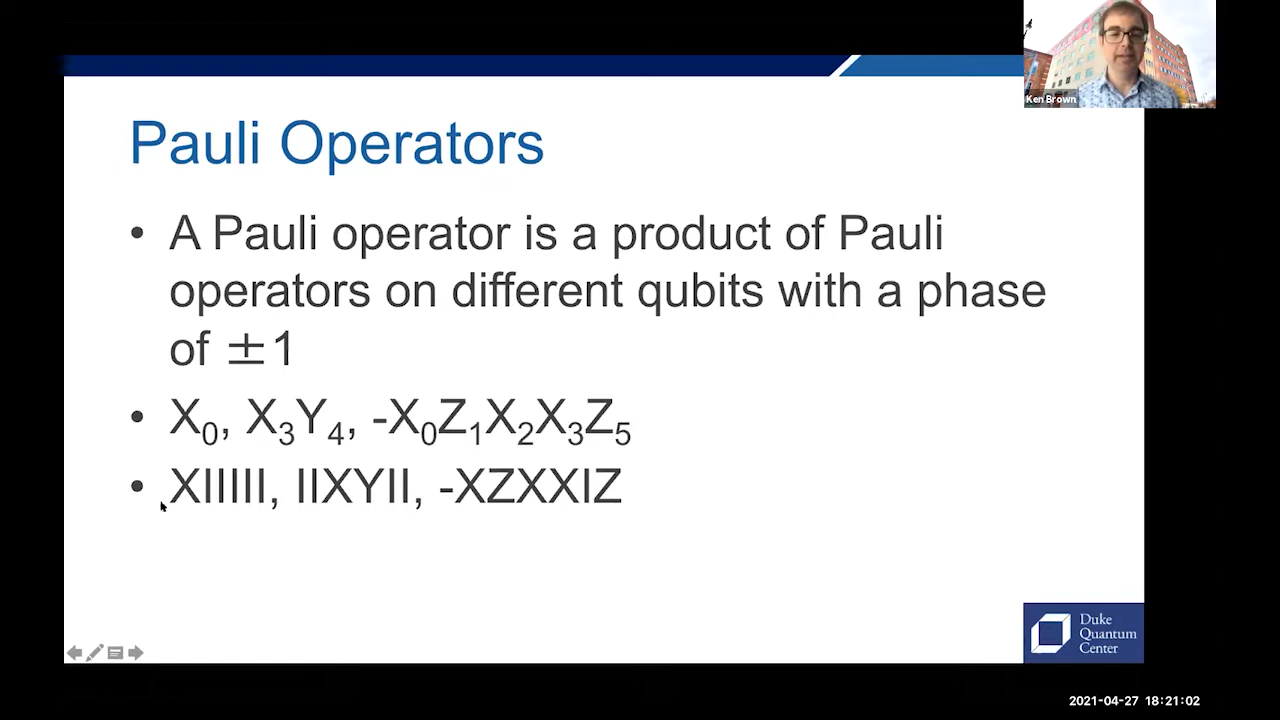 Ken Brown
Pauli Operators
• A Pauli operator is a product of Pauli
operators on different qubits with a phase
of ±1
• X₀, X₃Y₄, -X₀Z₁X₂X₃Z₅
• XIIIII, IIXYII, -XZXXIZ
Duke
Quantum
Center
2021-04-27 18:21:02